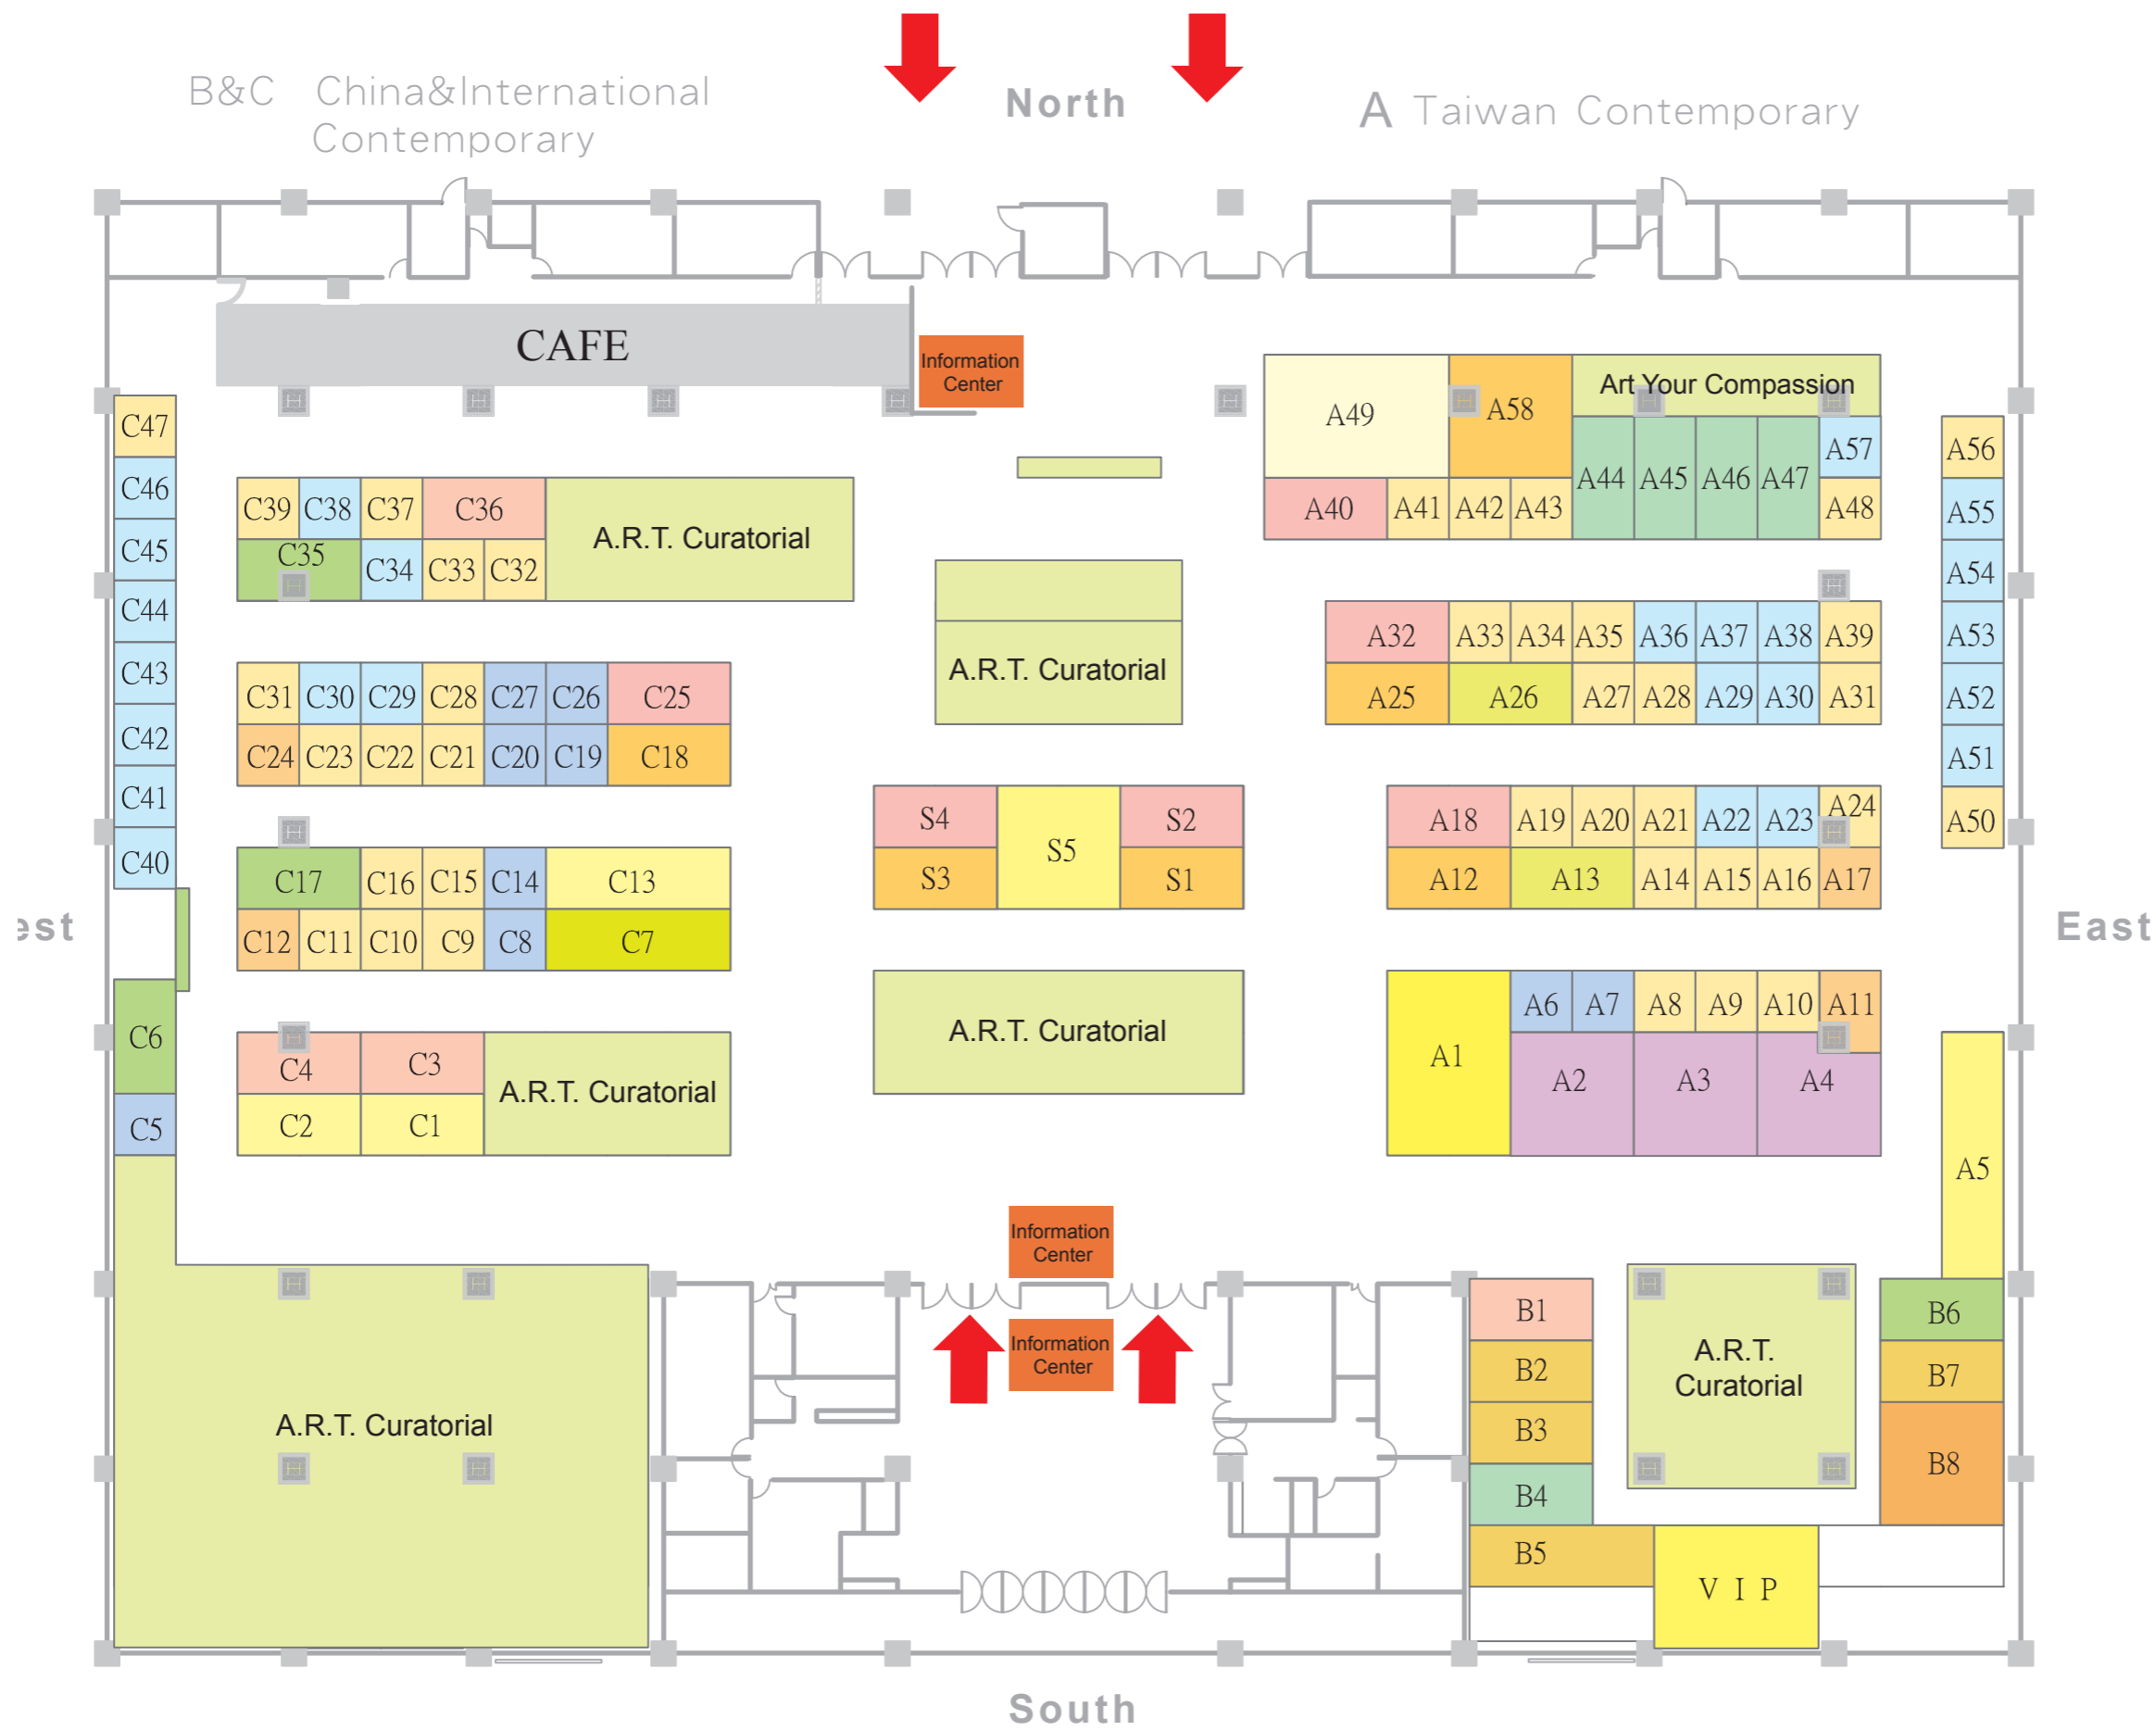 B&C China&International
Contemporary
North
A Taiwan Contemporary
CAFE
Information
Center
A49
A58
Art Your Compassion
A44
A45
A46
A47
A57
A40
A41
A42
A43
A48
A56
A55
A54
A53
A52
A51
A50
C47
C46
C45
C44
C43
C42
C41
C40
C39
C38
C37
C36
A.R.T. Curatorial
C35
C34
C33
C32
A.R.T. Curatorial
A32
A33
A34
A35
A36
A37
A38
A39
A25
A26
A27
A28
A29
A30
A31
C31
C30
C29
C28
C27
C26
C25
C24
C23
C22
C21
C20
C19
C18
S4
S5
S2
S3
S1
A18
A19
A20
A21
A22
A23
A24
A12
A13
A14
A15
A16
A17
C17
C16
C15
C14
C13
C12
C11
C10
C9
C8
C7
est
East
C6
C5
C4
C3
A.R.T. Curatorial
C2
C1
A.R.T. Curatorial
A1
A6
A7
A8
A9
A10
A11
A2
A3
A4
A5
Information
Center
Information
Center
A.R.T. Curatorial
B1
B2
B3
B4
B5
A.R.T.
Curatorial
B6
B7
B8
V I P
South